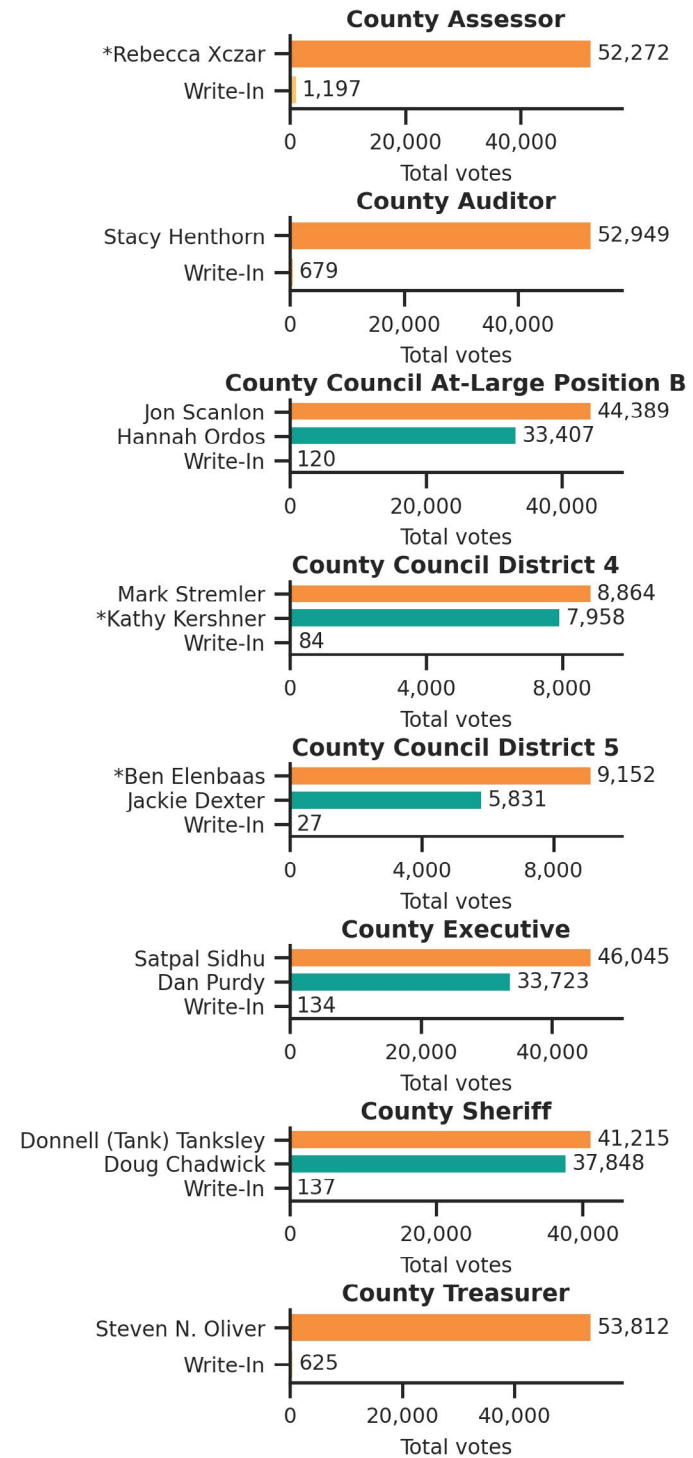 County Assessor
*Rebecca Xczar 52,272
Write-In 1,197
0 20,000 40,000
Total votes
County Auditor
Stacy Henthorn 52,949
Write-In 679
0 20,000 40,000
Total votes
County Council At-Large Position B
Jon Scanlon 44,389
Hannah Ordos 33,407
Write-In 120
0 20,000 40,000
Total votes
County Council District 4
Mark Stremler 8,864
*Kathy Kershner 7,958
Write-In 84
0 4,000 8,000
Total votes
County Council District 5
*Ben Elenbaas 9,152
Jackie Dexter 5,831
Write-In 27
0 4,000 8,000
Total votes
County Executive
Satpal Sidhu 46,045
Dan Purdy 33,723
Write-In 134
0 20,000 40,000
Total votes
County Sheriff
Donnell (Tank) Tanksley 41,215
Doug Chadwick 37,848
Write-In 137
0 20,000 40,000
Total votes
County Treasurer
Steven N. Oliver 53,812
Write-In 625
0 20,000 40,000
Total votes